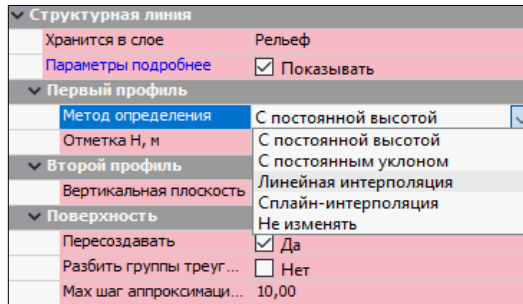 Структурная линия
Хранится в слое Рельеф
Параметры подробнее Показывать
Первый профиль
Метод определения С постоянной высотой
Отметка Н, м С постоянной высотой
С постоянным уклоном
Второй профиль Линейная интерполяция
Вертикальная плоскость Сплайн-интерполяция
Поверхность Не изменять
Пересоздавать Да
Разбить группы треуг... Нет
Мах шаг аппроксимаци... 10,00